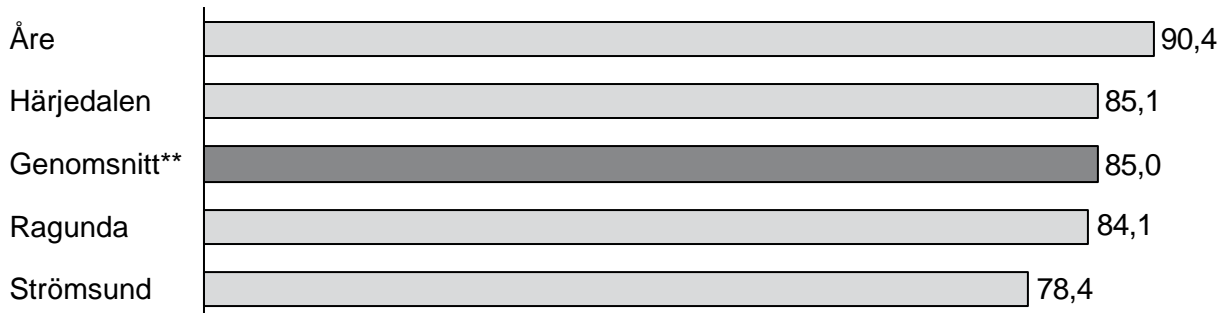 Åre 90,4
Härjedalen 85,1
Genomsnitt** 85,0
Ragunda 84,1
Strömsund 78,4